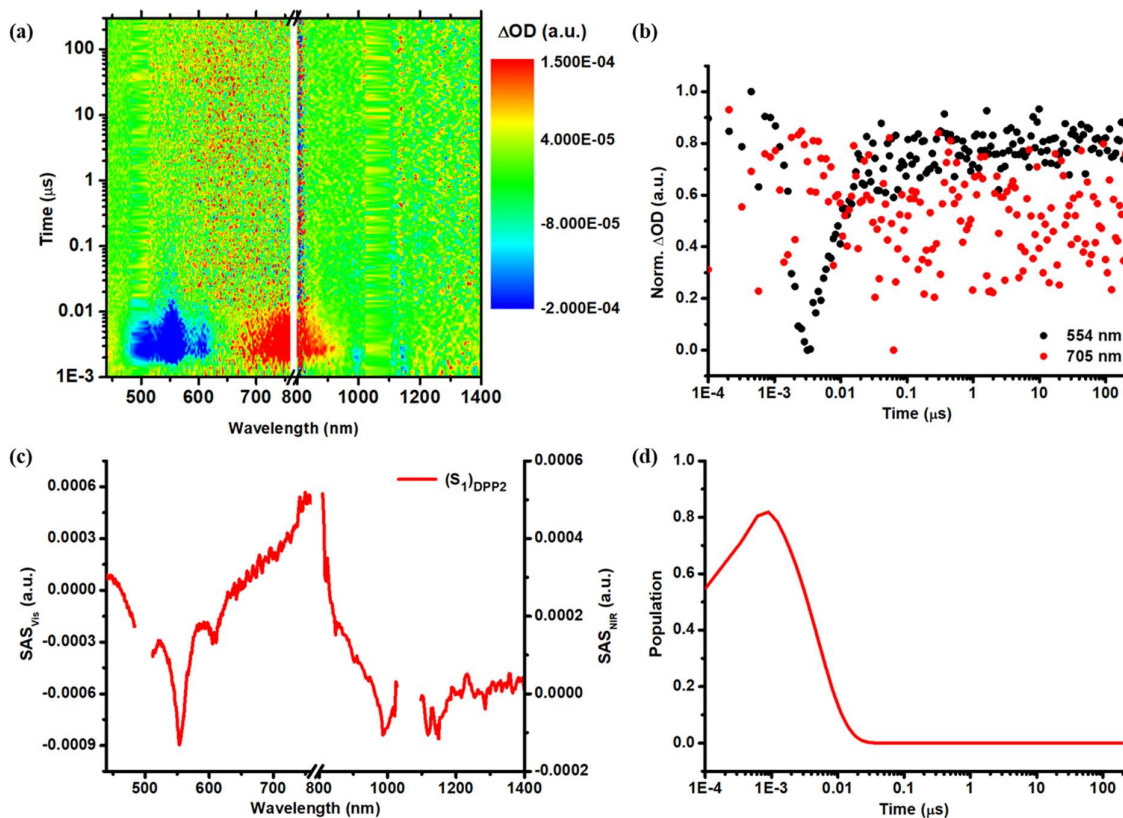 (a)
ΔOD (a.u.)
1.500E-04
4.000E-05
-8.000E-05
-2.000E-04
100
10
1
0.1
0.01
1E-3
Time (μs)
500 600 700 800 1000 1200 1400
Wavelength (nm)
(b)
1.0
0.8
0.6
0.4
0.2
0.0
Norm. ΔOD (a.u.)
554 nm
705 nm
1E-4 1E-3 0.01 0.1 1 10 100
Time (μs)
(c)
0.0006
0.0003
0.0000
-0.0003
-0.0006
-0.0009
SAS_Vis (a.u.)
(S₁)_DPP2
0.0006
0.0004
0.0002
0.0000
-0.0002
SAS_NIR (a.u.)
500 600 700 800 1000 1200 1400
Wavelength (nm)
(d)
1.0
0.8
0.6
0.4
0.2
0.0
Population
1E-4 1E-3 0.01 0.1 1 10 100
Time (μs)